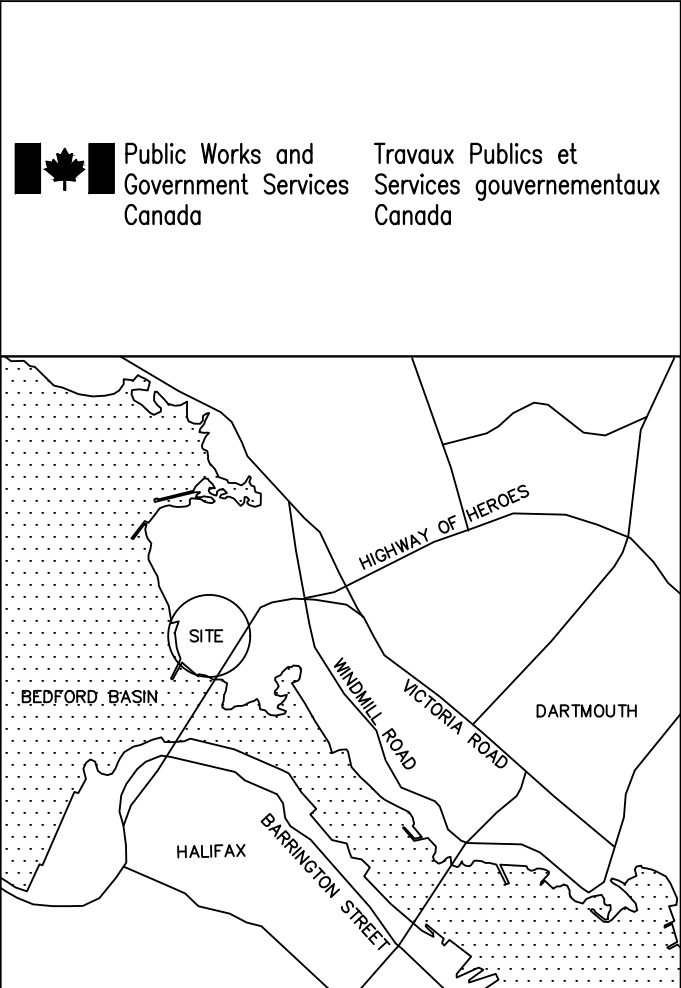 Public Works and
Government Services
Canada
Travaux Publics et
Services gouvernementaux
Canada
HIGHWAY OF HEROES
SITE
BEDFORD BASIN
WINDMILL ROAD
VICTORIA ROAD
DARTMOUTH
HALIFAX
BARRINGTON STREET